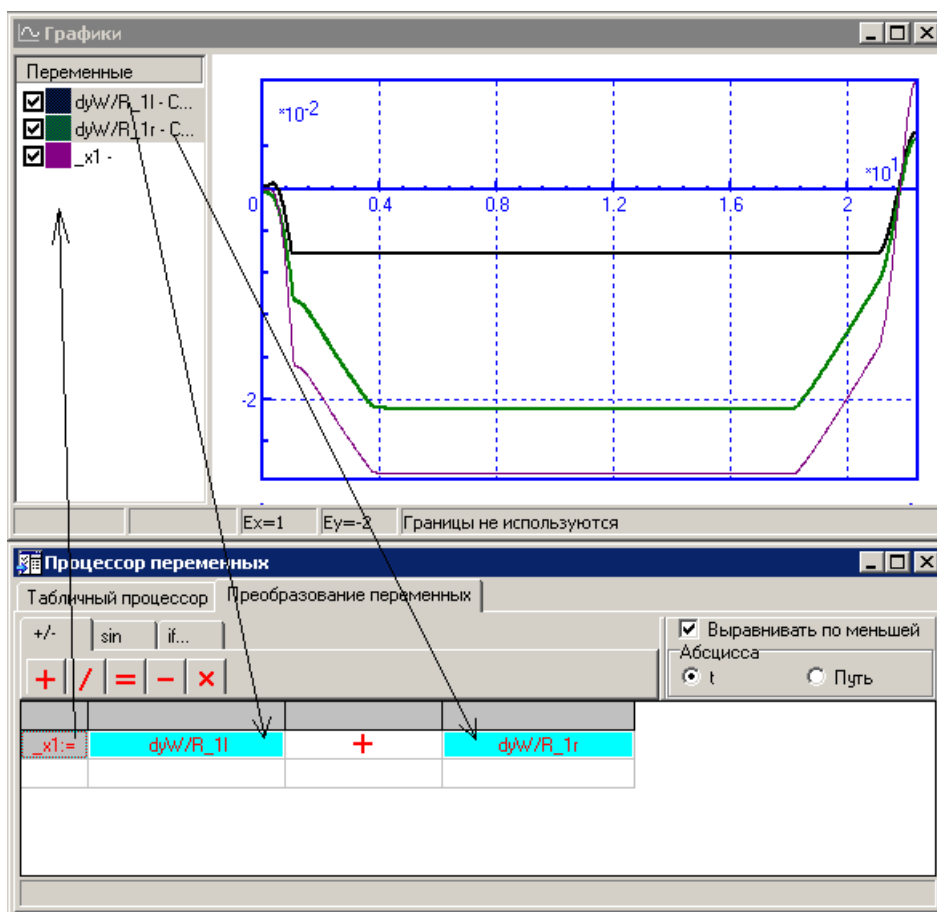 Графики
Переменные
dyW/R_1l - C...
dyW/R_1r - C...
_x1 -
*10-2
*101
0 0.4 0.8 1.2 1.6 2
-2
Ex=1 Ey=-2 Границы не используются
Процессор переменных
Табличный процессор Преобразование переменных
+/- sin if...
Выравнивать по меньшей
Абсцисса
+ / = - ×
t Путь
_x1:= dyW/R_1l + dyW/R_1r